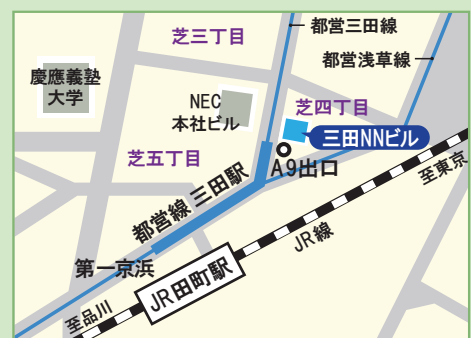 都営三田線
芝三丁目
都営浅草線
慶應義塾
大学
NEC
本社ビル
芝四丁目
三田NNビル
芝五丁目
A9出口
至東京
都営線 三田駅
JR線
第一京浜
JR田町駅
至品川